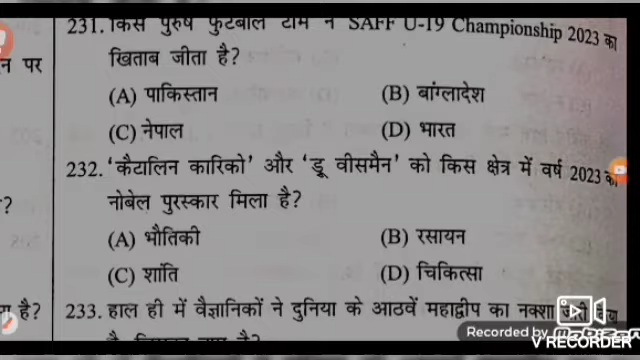 231. किस पुरुष फुटबॉल टीम ने SAFF U-19 Championship 2023 का
न पर
खिताब जीता है?
(A) पाकिस्तान (B) बांग्लादेश
(C) नेपाल (D) भारत
232. 'कैटालिन कारिको' और 'ड्रू वीसमैन' को किस क्षेत्र में वर्ष 2023 का
?
नोबेल पुरस्कार मिला है?
(A) भौतिकी (B) रसायन
(C) शांति (D) चिकित्सा
है? 233. हाल ही में वैज्ञानिकों ने दुनिया के आठवें महाद्वीप का नक्शा जारी
Recorded by
V RECORDER